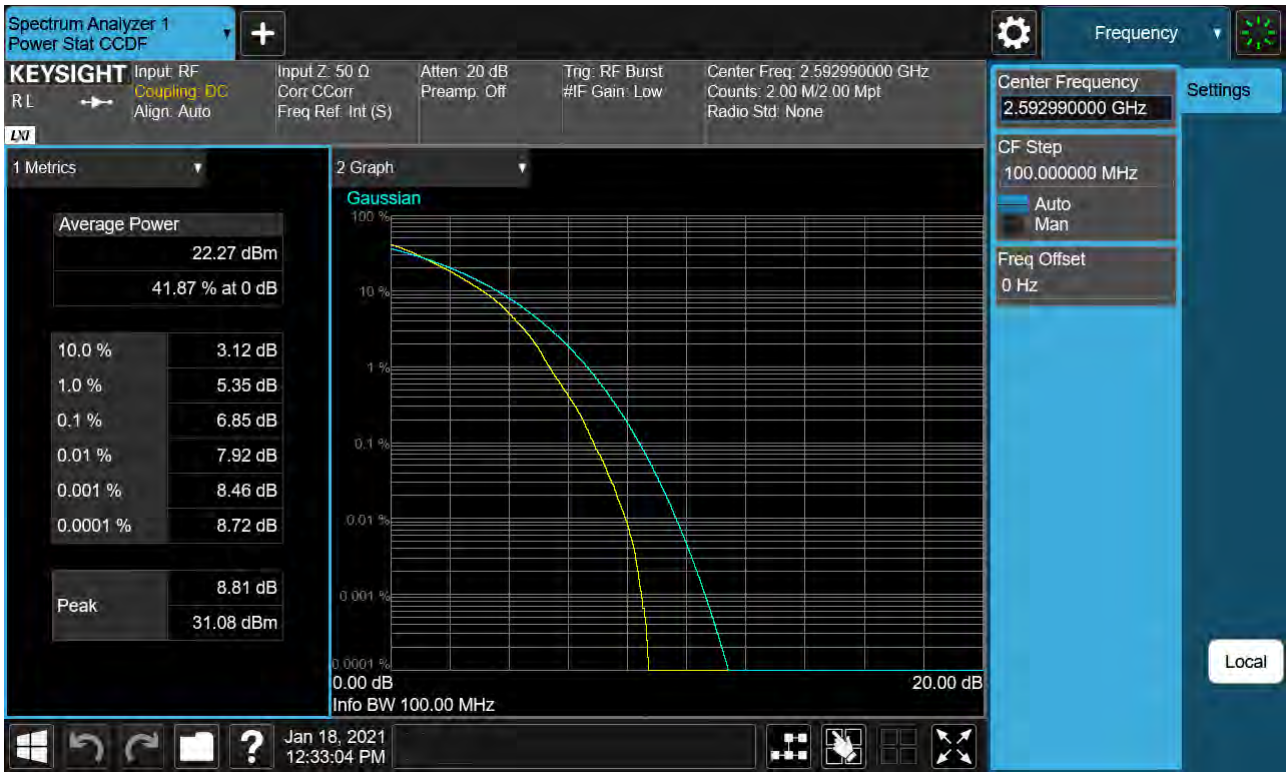 Spectrum Analyzer 1
Power Stat CCDF
+
Frequency
KEYSIGHT
RL
LXI
Input: RF
Coupling: DC
Align: Auto
Input Z: 50 Ω
Corr CCorr
Freq Ref: Int (S)
Atten: 20 dB
Preamp: Off
Trig: RF Burst
#IF Gain: Low
Center Freq: 2.592990000 GHz
Counts: 2.00 M/2.00 Mpt
Radio Std: None
Center Frequency
2.592990000 GHz
Settings
CF Step
100.000000 MHz
Auto
Man
Freq Offset
0 Hz
Local
1 Metrics
Average Power
22.27 dBm
41.87 % at 0 dB
10.0 % 3.12 dB
1.0 % 5.35 dB
0.1 % 6.85 dB
0.01 % 7.92 dB
0.001 % 8.46 dB
0.0001 % 8.72 dB
Peak
8.81 dB
31.08 dBm
2 Graph
Gaussian
100 %
10 %
1 %
0.1 %
0.01 %
0.001 %
0.0001 %
0.00 dB 20.00 dB
Info BW 100.00 MHz
?
Jan 18, 2021
12:33:04 PM